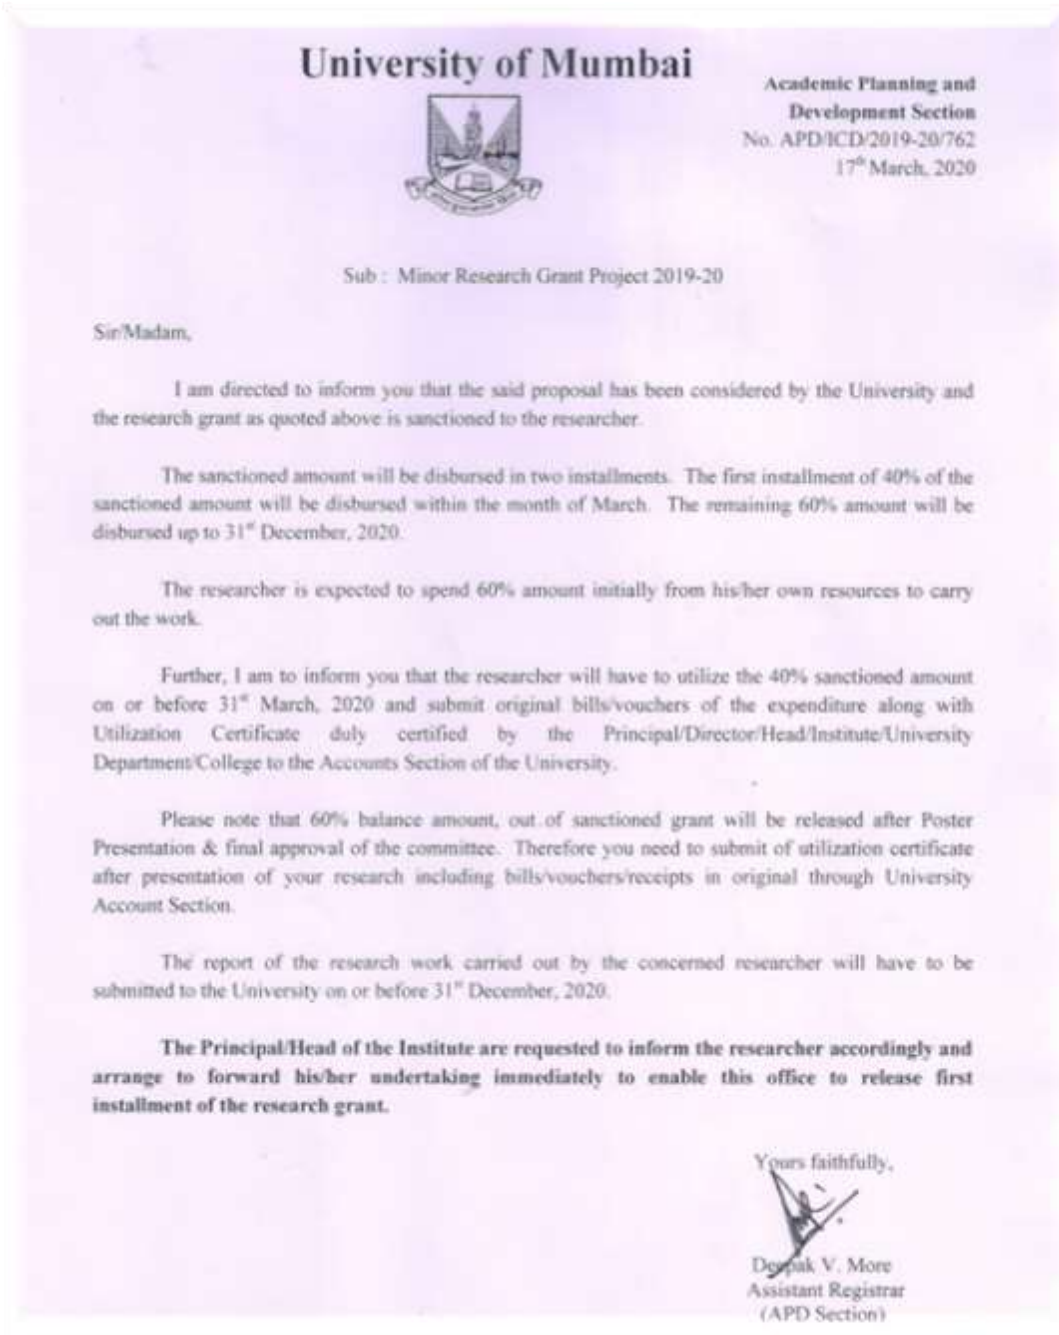 University of Mumbai
Academic Planning and
Development Section
No. APD/ICD/2019-20/762
17th March, 2020
Sub : Minor Research Grant Project 2019-20
Sir/Madam,
I am directed to inform you that the said proposal has been considered by the University and
the research grant as quoted above is sanctioned to the researcher.
The sanctioned amount will be disbursed in two installments. The first installment of 40% of the
sanctioned amount will be disbursed within the month of March. The remaining 60% amount will be
disbursed up to 31st December, 2020.
The researcher is expected to spend 60% amount initially from his/her own resources to carry
out the work.
Further, I am to inform you that the researcher will have to utilize the 40% sanctioned amount
on or before 31st March, 2020 and submit original bills/vouchers of the expenditure along with
Utilization Certificate duly certified by the Principal/Director/Head/Institute/University
Department/College to the Accounts Section of the University.
Please note that 60% balance amount, out of sanctioned grant will be released after Poster
Presentation & final approval of the committee. Therefore you need to submit of utilization certificate
after presentation of your research including bills/vouchers/receipts in original through University
Account Section.
The report of the research work carried out by the concerned researcher will have to be
submitted to the University on or before 31st December, 2020.
The Principal/Head of the Institute are requested to inform the researcher accordingly and
arrange to forward his/her undertaking immediately to enable this office to release first
installment of the research grant.
Yours faithfully,
Deepak V. More
Assistant Registrar
(APD Section)